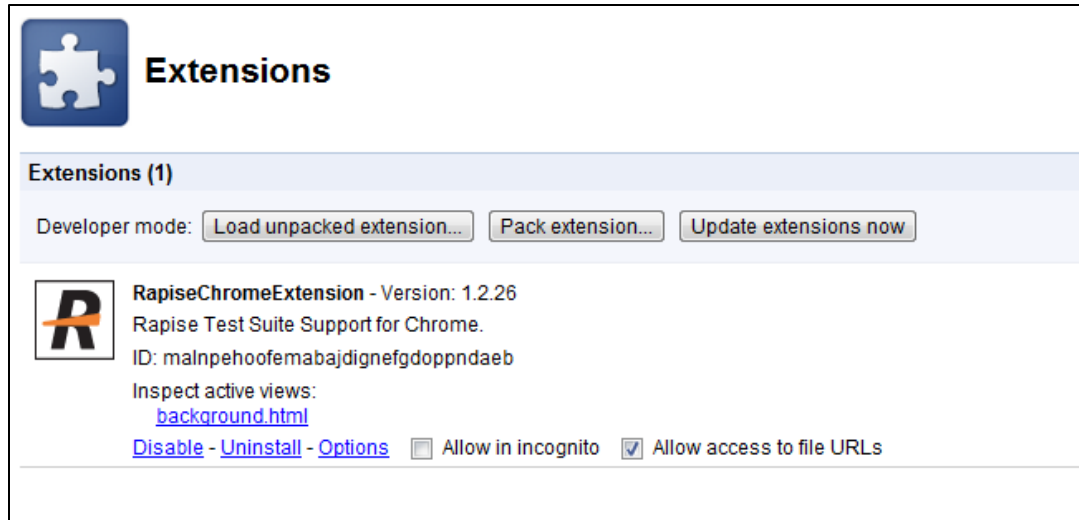 Extensions
Extensions (1)
Developer mode: Load unpacked extension... Pack extension... Update extensions now
R
RapiseChromeExtension - Version: 1.2.26
Rapise Test Suite Support for Chrome.
ID: malnpehoofemabajdignefgdoppndaeb
Inspect active views:
background.html
Disable - Uninstall - Options Allow in incognito Allow access to file URLs